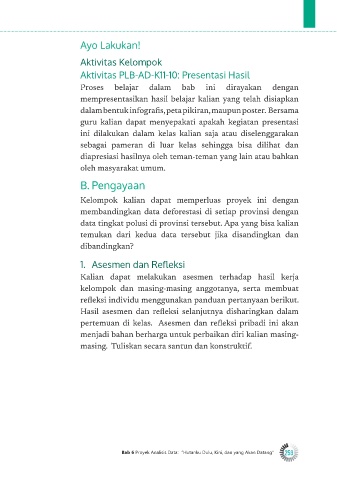 Ayo Lakukan!
Aktivitas Kelompok
Aktivitas PLB-AD-K11-10: Presentasi Hasil
Proses belajar dalam bab ini dirayakan dengan
mempresentasikan hasil belajar kalian yang telah disiapkan
dalam bentuk infografis, peta pikiran, maupun poster. Bersama
guru kalian dapat menyepakati apakah kegiatan presentasi
ini dilakukan dalam kelas kalian saja atau diselenggarakan
sebagai pameran di luar kelas sehingga bisa dilihat dan
diapresiasi hasilnya oleh teman-teman yang lain atau bahkan
oleh masyarakat umum.
B. Pengayaan
Kelompok kalian dapat memperluas proyek ini dengan
membandingkan data deforestasi di setiap provinsi dengan
data tingkat polusi di provinsi tersebut. Apa yang bisa kalian
temukan dari kedua data tersebut jika disandingkan dan
dibandingkan?
1. Asesmen dan Refleksi
Kalian dapat melakukan asesmen terhadap hasil kerja
kelompok dan masing-masing anggotanya, serta membuat
refleksi individu menggunakan panduan pertanyaan berikut.
Hasil asesmen dan refleksi selanjutnya disharingkan dalam
pertemuan di kelas. Asesmen dan refleksi pribadi ini akan
menjadi bahan berharga untuk perbaikan diri kalian masing-
masing. Tuliskan secara santun dan konstruktif.
Bab 6 Proyek Analisis Data: "Hutanku Dulu, Kini, dan yang Akan Datang" 253